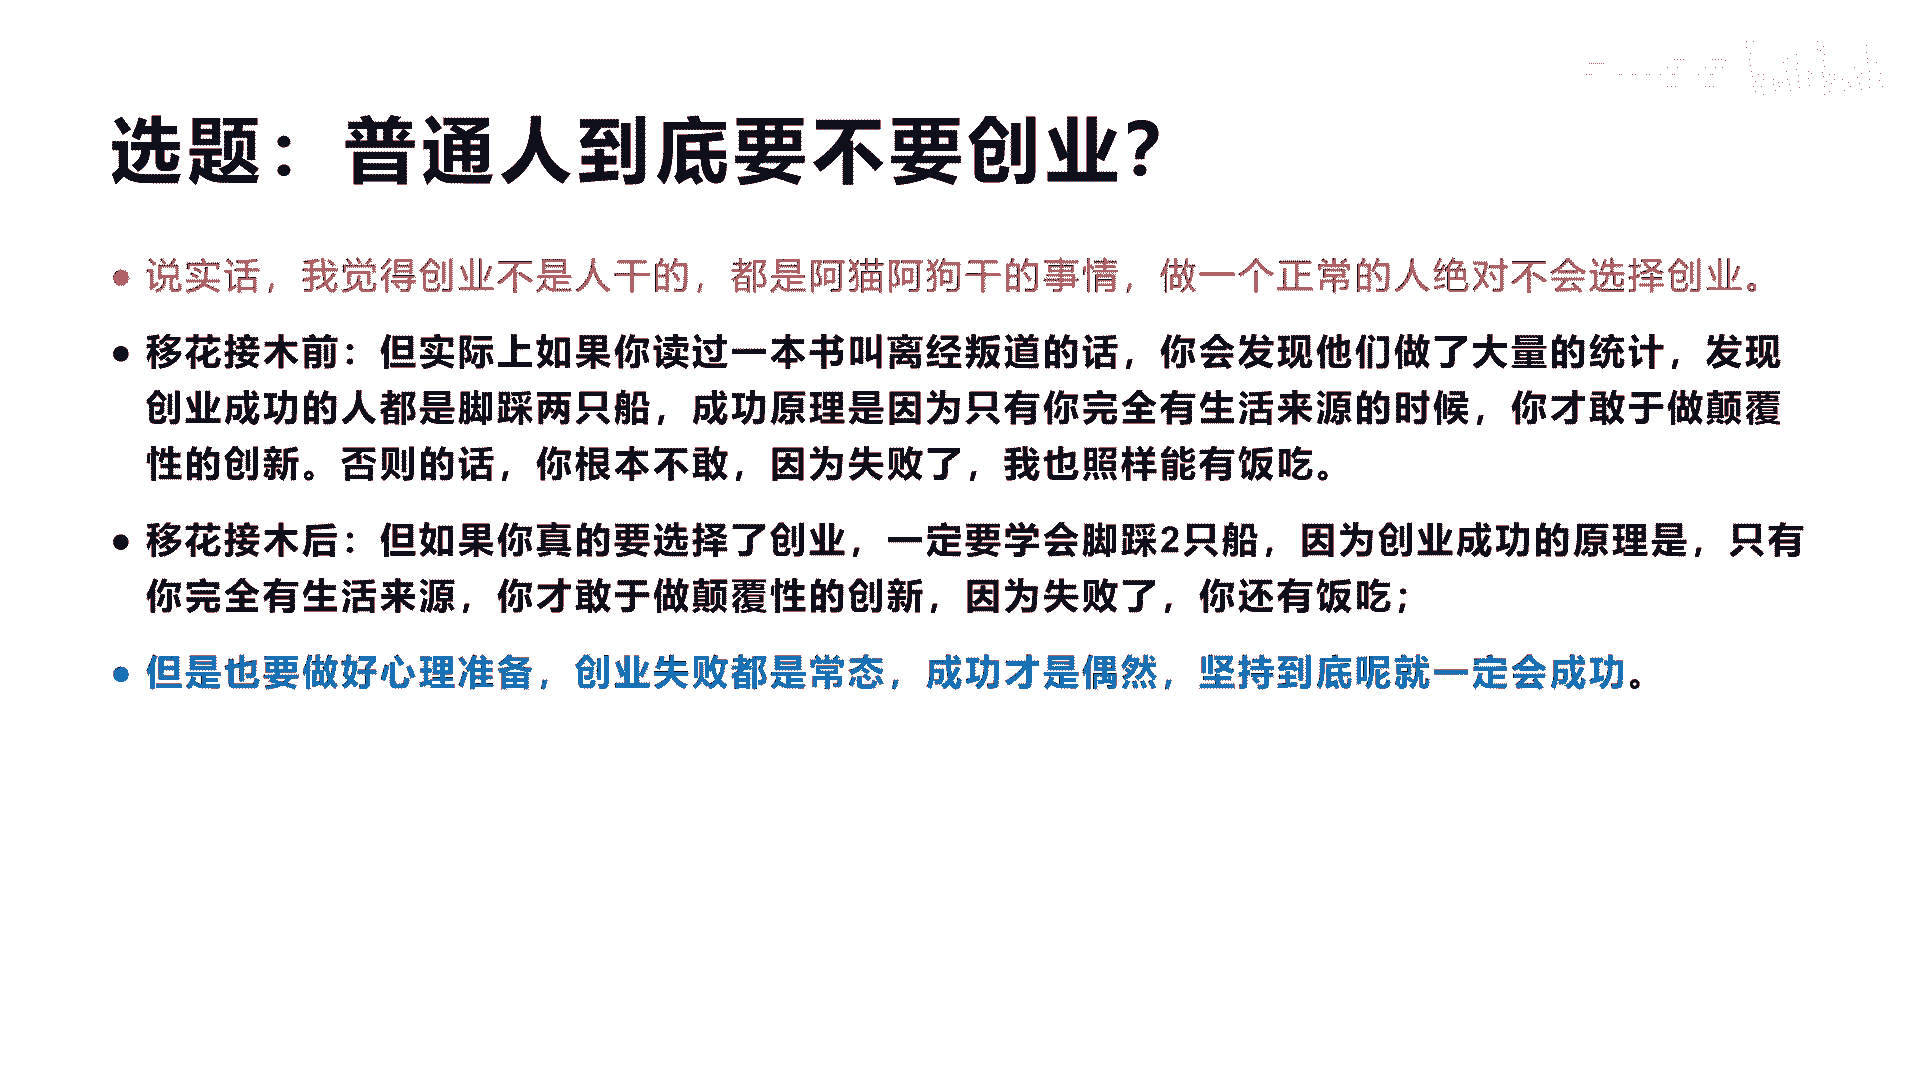 选题：普通人到底要不要创业？
• 说实话，我觉得创业不是人干的，都是阿猫阿狗干的事情，做一个正常的人绝对不会选择创业。
• 移花接木前：但实际上如果你读过一本书叫离经叛道的话，你会发现他们做了大量的统计，发现
创业成功的人都是脚踩两只船，成功原理是因为只有你完全有生活来源的时候，你才敢于做颠覆
性的创新。否则的话，你根本不敢，因为失败了，我也照样能有饭吃。
• 移花接木后：但如果你真的要选择了创业，一定要学会脚踩2只船，因为创业成功的原理是，只有
你完全有生活来源，你才敢于做颠覆性的创新，因为失败了，你还有饭吃；
• 但是也要做好心理准备，创业失败都是常态，成功才是偶然，坚持到底呢就一定会成功。